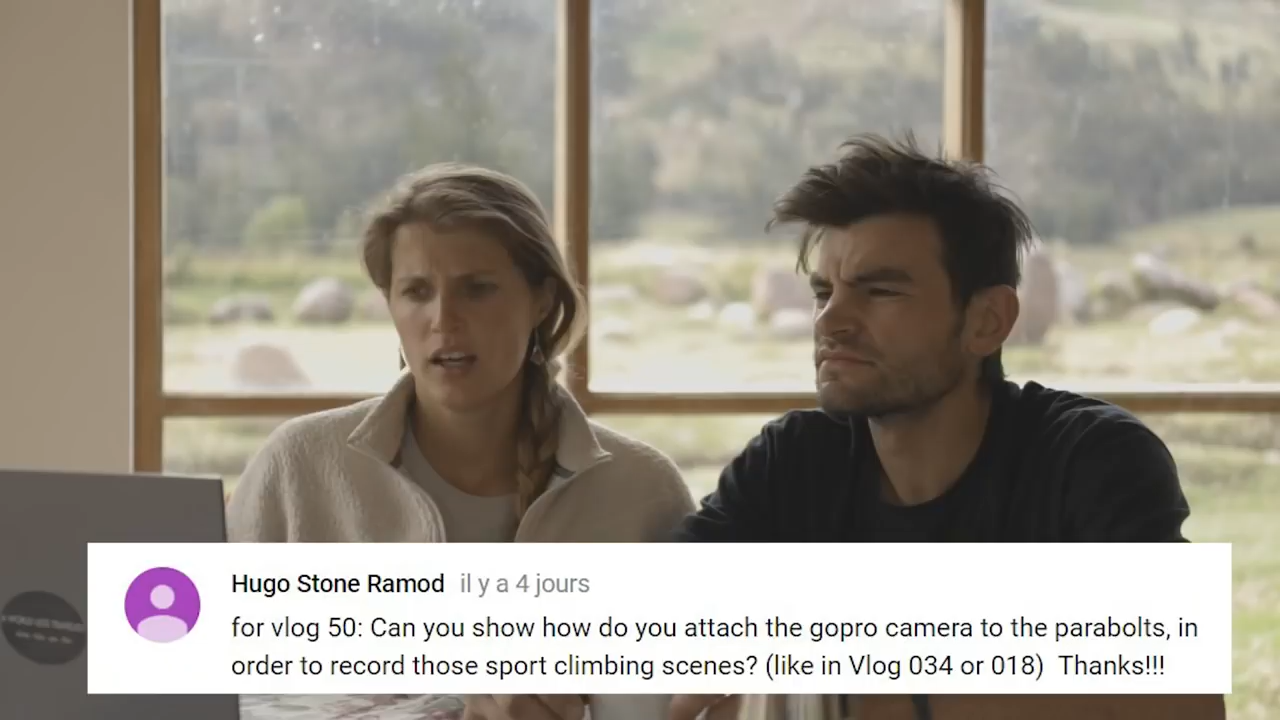 Hugo Stone Ramod il y a 4 jours
for vlog 50: Can you show how do you attach the gopro camera to the parabolts, in
order to record those sport climbing scenes? (like in Vlog 034 or 018) Thanks!!!